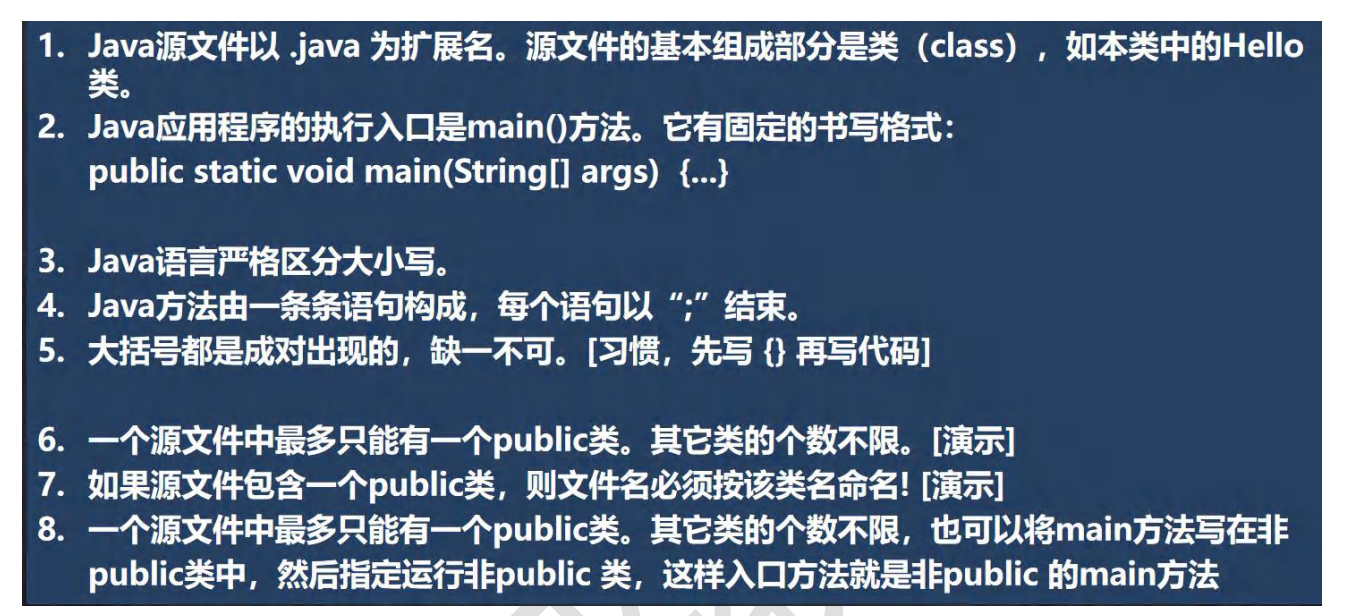 1. Java源文件以 .java 为扩展名。源文件的基本组成部分是类（class），如本类中的Hello
类。
2. Java应用程序的执行入口是main()方法。它有固定的书写格式：
public static void main(String[] args) {...}
3. Java语言严格区分大小写。
4. Java方法由一条条语句构成，每个语句以“;”结束。
5. 大括号都是成对出现的，缺一不可。[习惯，先写 {} 再写代码]
6. 一个源文件中最多只能有一个public类。其它类的个数不限。[演示]
7. 如果源文件包含一个public类，则文件名必须按该类名命名! [演示]
8. 一个源文件中最多只能有一个public类。其它类的个数不限，也可以将main方法写在非
public类中，然后指定运行非public 类，这样入口方法就是非public 的main方法